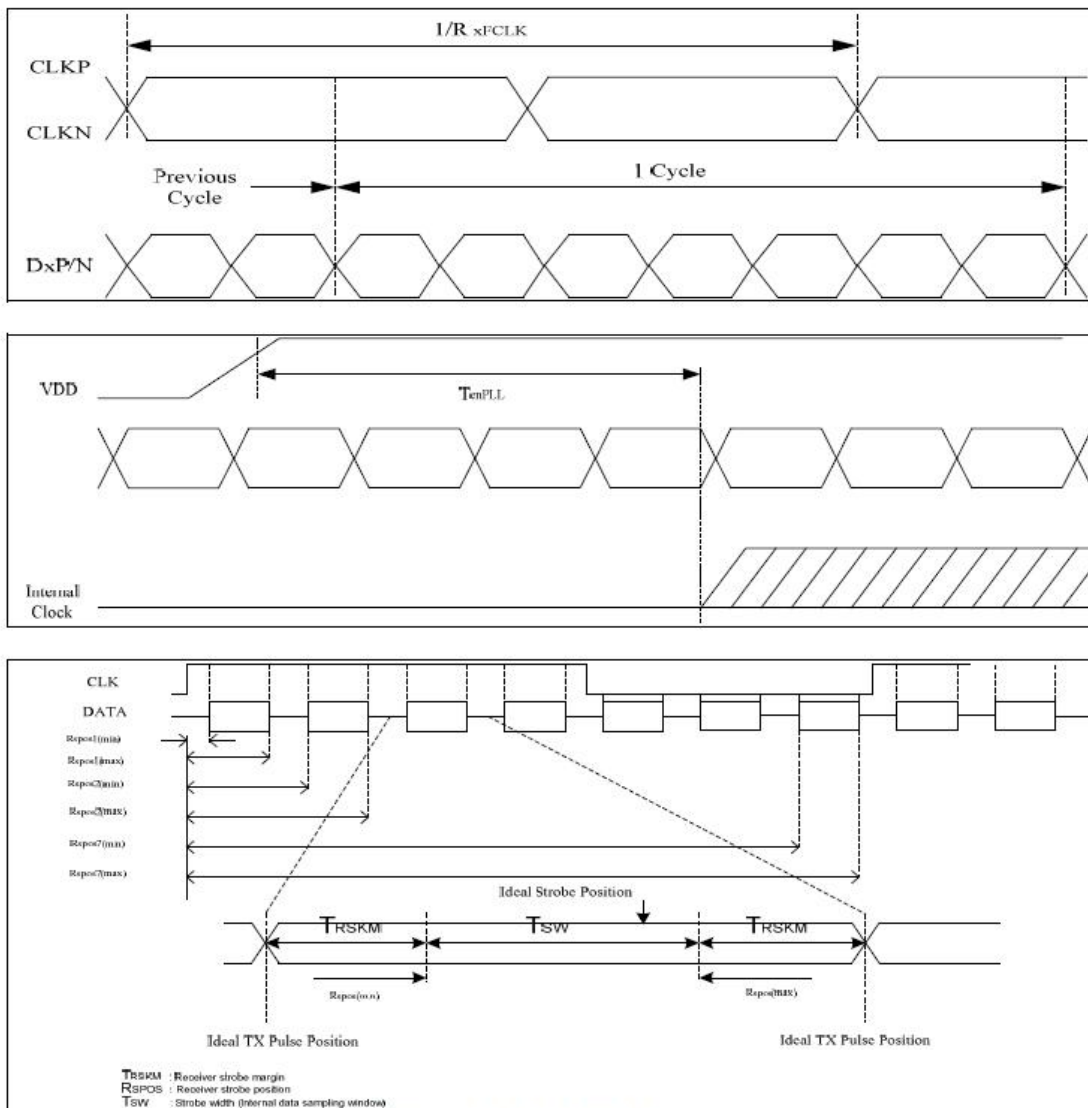 1/R xFCLK
CLKP
CLKN
Previous
Cycle
1 Cycle
DxP/N
VDD
TenPLL
Internal
Clock
CLK
DATA
Rspos1(min)
Rspos1(max)
Rspos2(min)
Rspos2(max)
Rspos7(min)
Rspos7(max)
Ideal Strobe Position
TRSKM
TSW
TRSKM
Rspos(min)
Rspos(max)
Ideal TX Pulse Position
Ideal TX Pulse Position
TRSKM : Receiver strobe margin
RSPOS : Receiver strobe position
TSW : Strobe width (Internal data sampling window)